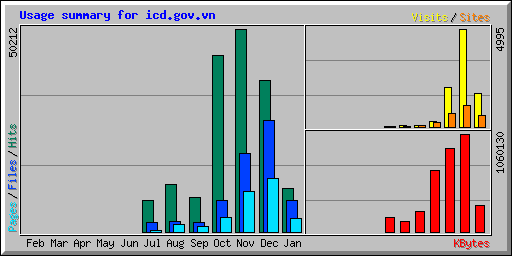 Usage summary for icd.gov.vn
Visits/Sites
50212
4995
Pages/Files/Hits
1060130
Feb Mar Apr May Jun Jul Aug Sep Oct Nov Dec Jan
KBytes